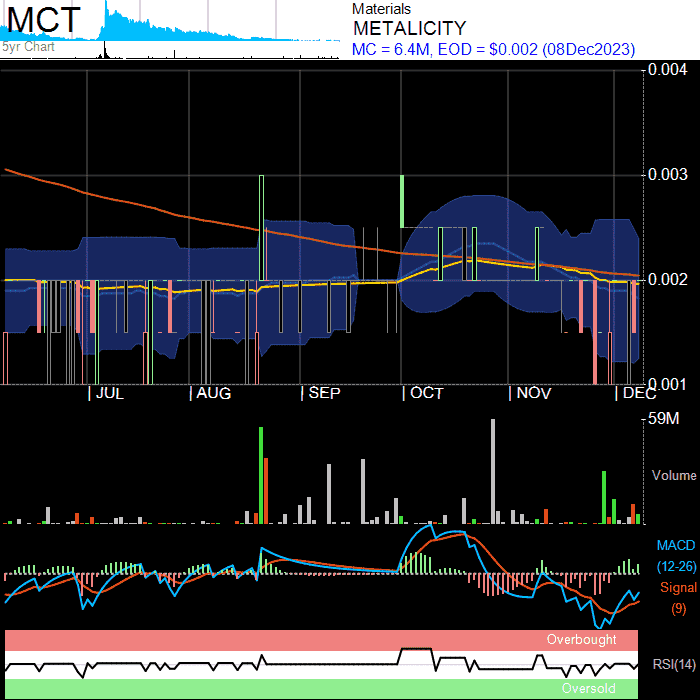 MCT
5yr Chart
Materials
METALICITY
MC = 6.4M, EOD = $0.002 (08Dec2023)
0.004
0.003
0.002
0.001
JUL AUG SEP OCT NOV DEC
59M
Volume
MACD
(12-26)
Signal
(9)
Overbought
RSI(14)
Oversold